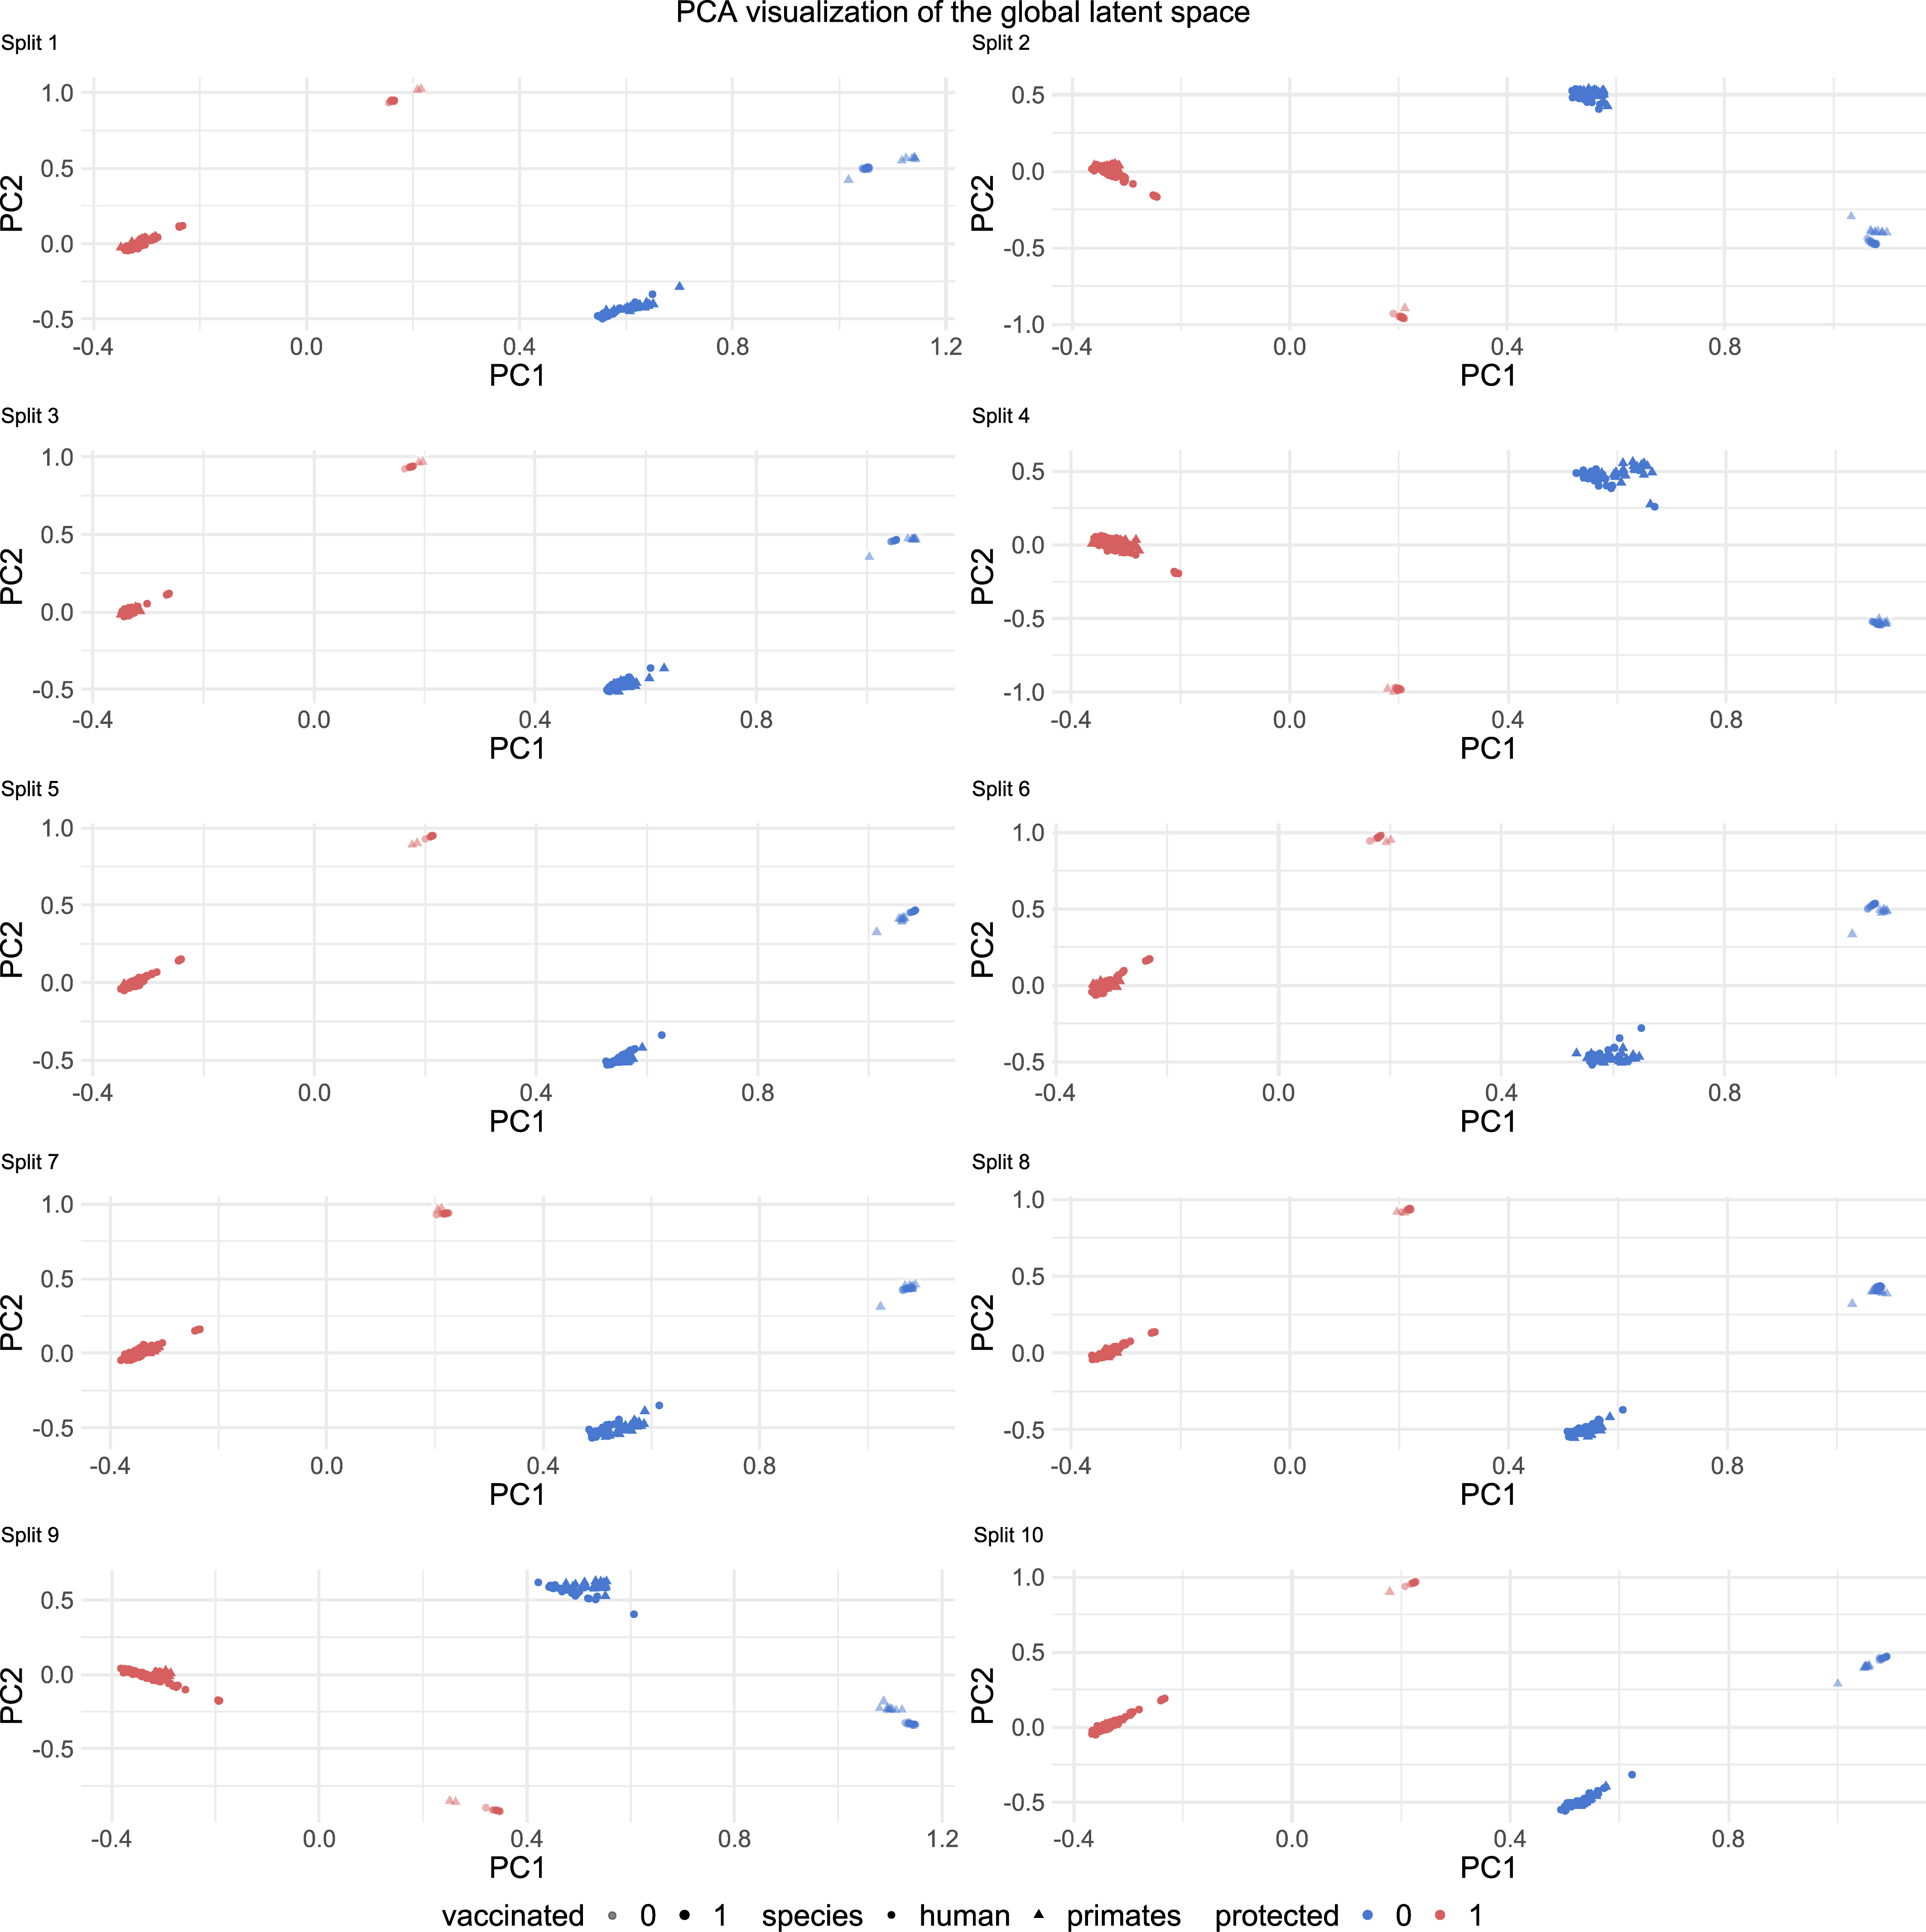 PCA visualization of the global latent space
Split 1
1.0
0.5
0.0
-0.5
PC2
-0.4 0.0 0.4 0.8 1.2
PC1
Split 2
0.5
0.0
-0.5
-1.0
PC2
-0.4 0.0 0.4 0.8
PC1
Split 3
1.0
0.5
0.0
-0.5
PC2
-0.4 0.0 0.4 0.8
PC1
Split 4
0.5
0.0
-0.5
-1.0
PC2
-0.4 0.0 0.4 0.8
PC1
Split 5
1.0
0.5
0.0
-0.5
PC2
-0.4 0.0 0.4 0.8
PC1
Split 6
1.0
0.5
0.0
-0.5
PC2
-0.4 0.0 0.4 0.8
PC1
Split 7
1.0
0.5
0.0
-0.5
PC2
-0.4 0.0 0.4 0.8
PC1
Split 8
1.0
0.5
0.0
-0.5
PC2
-0.4 0.0 0.4 0.8
PC1
Split 9
0.5
0.0
-0.5
PC2
-0.4 0.0 0.4 0.8 1.2
PC1
Split 10
1.0
0.5
0.0
-0.5
PC2
-0.4 0.0 0.4 0.8
PC1
vaccinated 0 1 species human primates protected 0 1